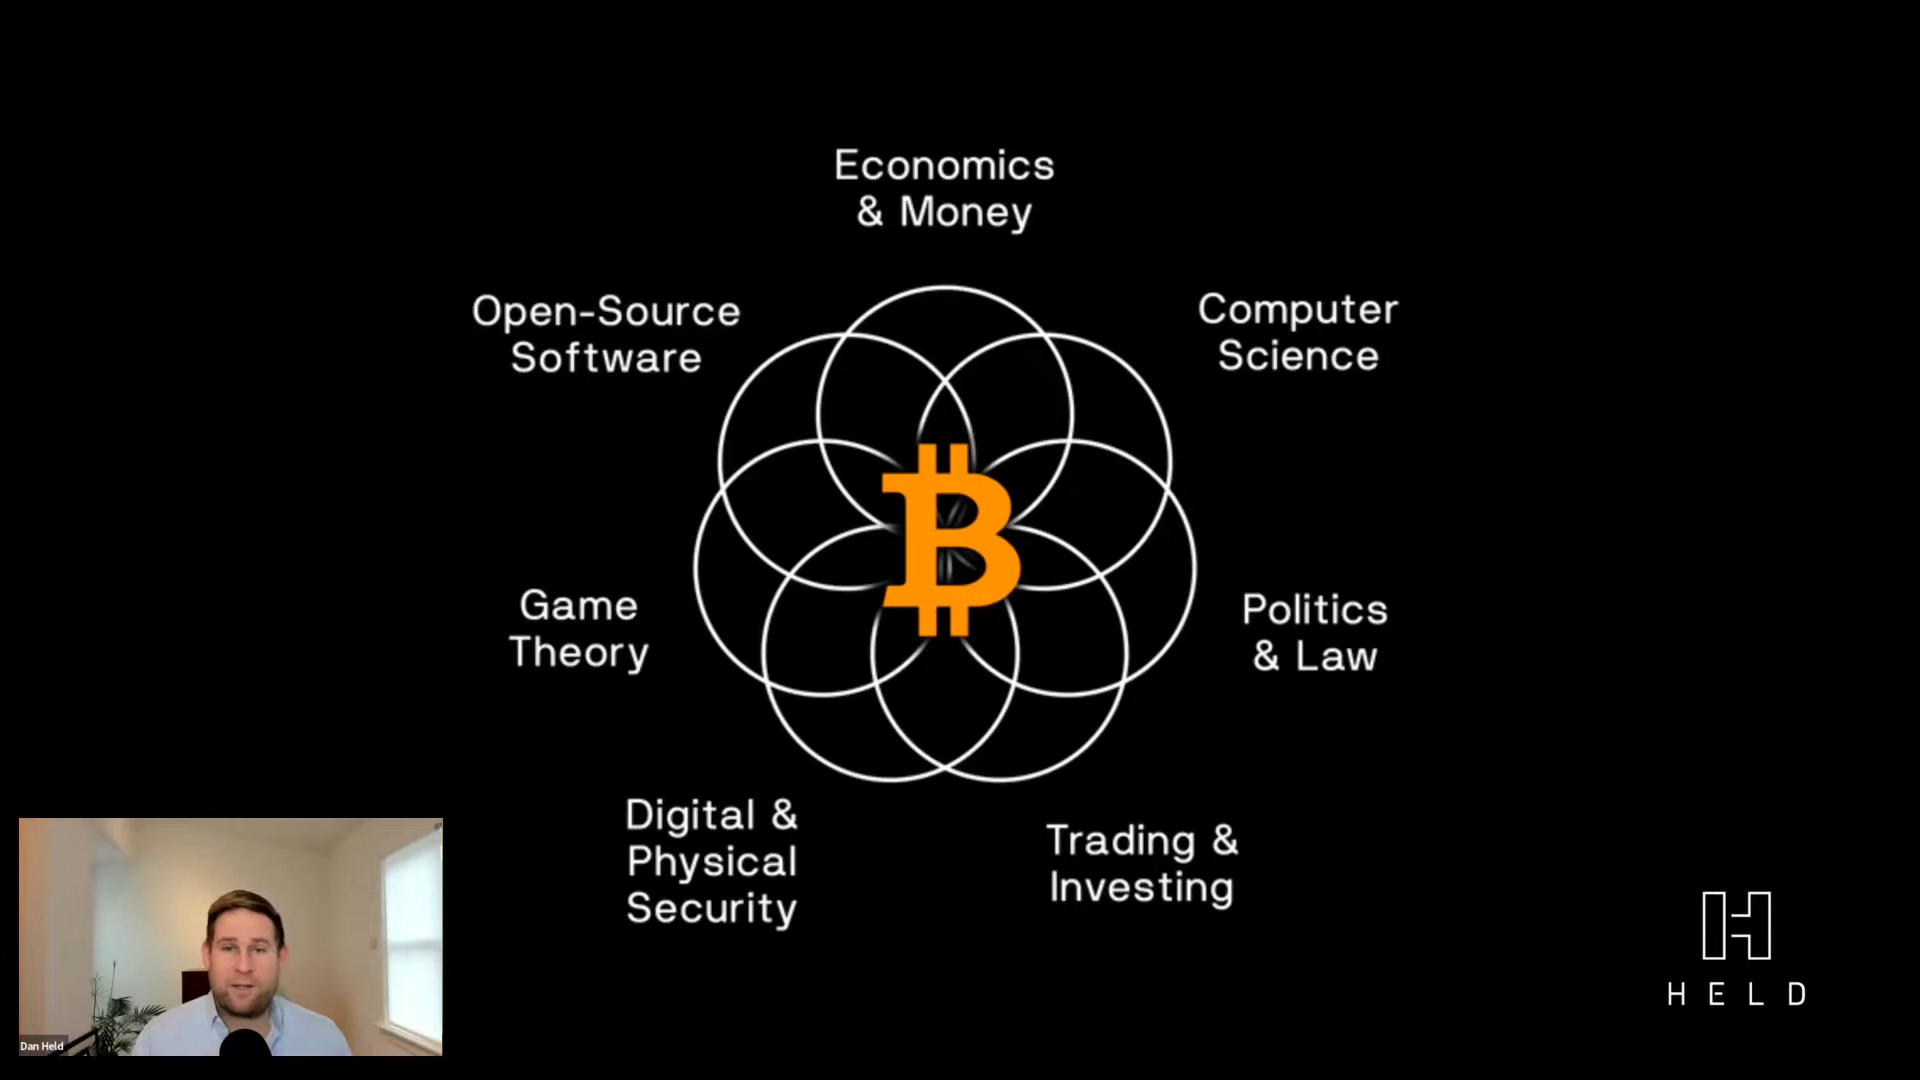 Economics
& Money
Open-Source
Software
Computer
Science
Game
Theory
Politics
& Law
Digital &
Physical
Security
Trading &
Investing
HELD
Dan Held